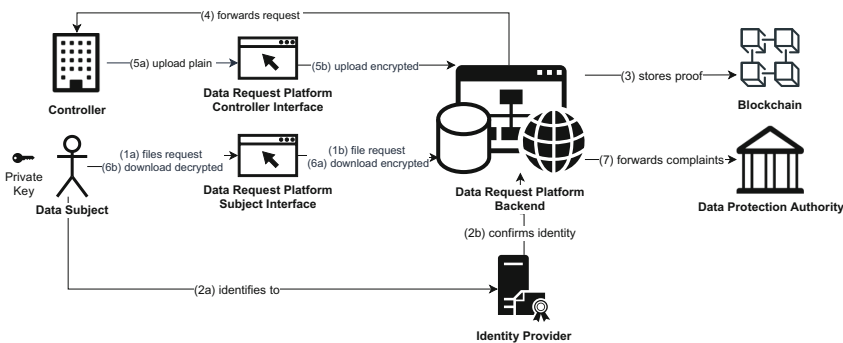 (4) forwards request
(5a) upload plain
(5b) upload encrypted
(3) stores proof
Controller
Data Request Platform
Controller Interface
Blockchain
(1a) files request
(6b) download decrypted
(1b) file request
(6a) download encrypted
(7) forwards complaints
Private
Key
Data Subject
Data Request Platform
Subject Interface
Data Request Platform
Backend
Data Protection Authority
(2b) confirms identity
(2a) identifies to
Identity Provider